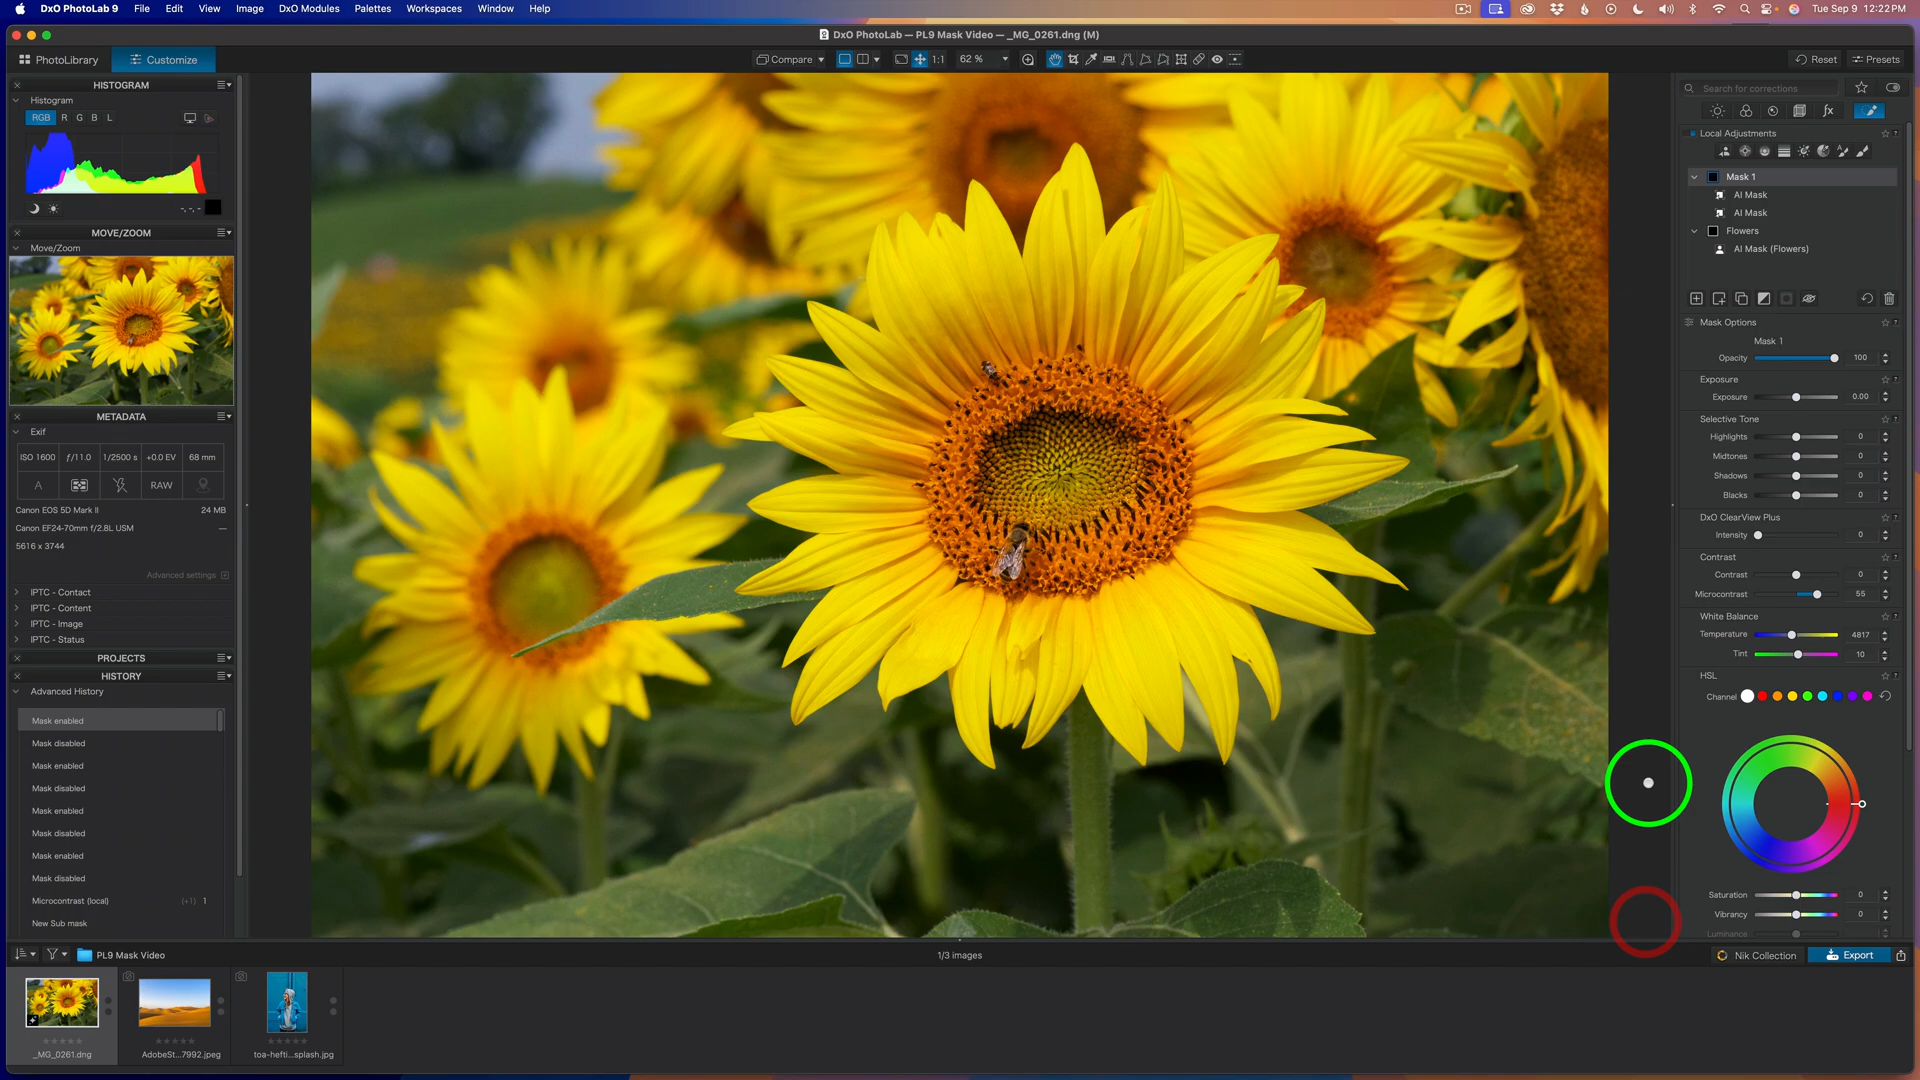 DxO PhotoLab 9 File Edit View Image DxO Modules Palettes Workspaces Window Help
Tue Sep 9 12:22 PM
DxO PhotoLab — PL9 Mask Video — _MG_0261.dng (M)
PhotoLibrary Customize
Compare 1:1 62 %
Reset Presets
HISTOGRAM
Histogram
RGB R G B L
-, -, -
MOVE/ZOOM
Move/Zoom
METADATA
Exif
ISO 1600 ƒ/11.0 1/2500 s +0.0 EV 68 mm
A RAW
Canon EOS 5D Mark II 24 MB
Canon EF24-70mm f/2.8L USM —
5616 x 3744
Advanced settings
IPTC - Contact
IPTC - Content
IPTC - Image
IPTC - Status
PROJECTS
HISTORY
Advanced History
Mask enabled
Mask disabled
Mask enabled
Mask disabled
Mask enabled
Mask disabled
Mask enabled
Mask disabled
Microcontrast (local) (+1) 1
New Sub mask
Search for corrections
fx
Local Adjustments
Mask 1
AI Mask
AI Mask
Flowers
AI Mask (Flowers)
Mask Options
Mask 1
Opacity 100
Exposure
Exposure 0.00
Selective Tone
Highlights 0
Midtones 0
Shadows 0
Blacks 0
DxO ClearView Plus
Intensity 0
Contrast
Contrast 0
Microcontrast 55
White Balance
Temperature 4817
Tint 10
HSL
Channel
Saturation 0
Vibrancy 0
Luminance
PL9 Mask Video
1/3 images
Nik Collection Export
_MG_0261.dng
AdobeSt...7992.jpeg
toa-hefti...splash.jpg